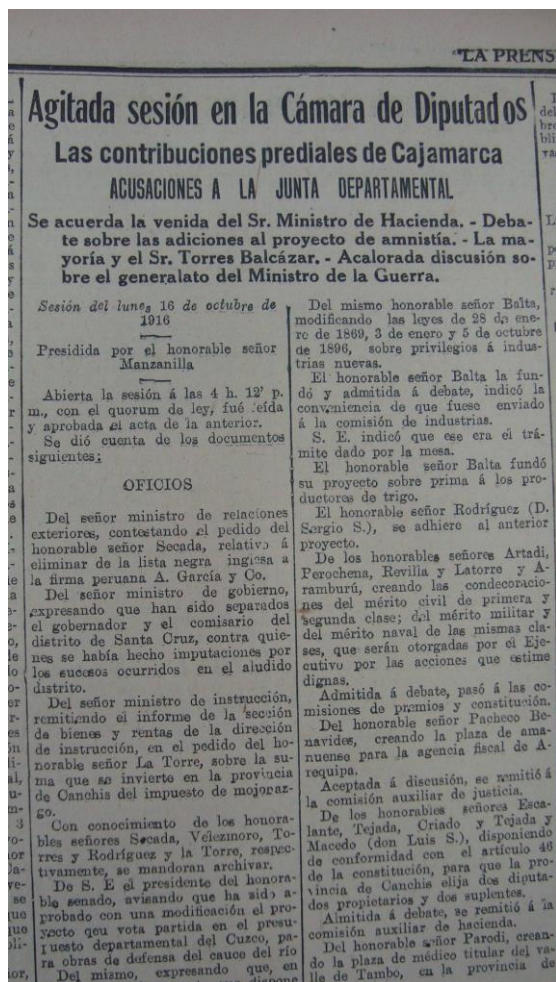 "LA PRENS
Agitada sesión en la Cámara de Diputados
Las contribuciones prediales de Cajamarca
ACUSACIONES A LA JUNTA DEPARTAMENTAL
Se acuerda la venida del Sr. Ministro de Hacienda. - Deba-
te sobre las adiciones al proyecto de amnistía. - La ma-
yoría y el Sr. Torres Balcázar. - Acalorada discusión so-
bre el generalato del Ministro de la Guerra.
Sesión del lunes 16 de octubre de
1916
Presidida por el honorable señor
Manzanilla
Abierta la sesión á las 4 h. 12' p.
m., con el quorum de ley, fué leída
y aprobada el acta de la anterior.
Se dió cuenta de los documentos
siguientes:
OFICIOS
Del señor ministro de relaciones
exteriores, contestando el pedido del
honorable señor Secada, relativo á
eliminar de la lista negra inglesa a
la firma peruana A. García y Co.
Del señor ministro de gobierno,
expresando que han sido separados
el gobernador y el comisario del
distrito de Santa Cruz, contra quie-
nes se había hecho imputaciones por
los sucesos ocurridos en el aludido
distrito.
Del señor ministro de instrucción,
remitiendo el informe de la sección
de bienes y rentas de la dirección
de instrucción, en el pedido del ho-
norable señor La Torre, sobre la su-
ma que se invierte en la provincia
de Canchis del impuesto de mojonaz-
go.
Con conocimiento de los honora-
bles señores Secada, Velezmoro, To-
rres y Rodríguez y la Torre, respec-
tivamente, se mandaron archivar.
De S. E el presidente del honora-
ble senado, avisando que ha sido a-
probado con una modificación el pro-
yecto qeu vota partida en el presu-
puesto departamental del Cuzco, pa-
ra obras de defensa del cauce del río
Del mismo, expresando que, en
Del mismo honorable señor Balta,
modificando las leyes de 28 de ene-
ro de 1869, 3 de enero y 5 de octubre
de 1896, sobre privilegios á indus-
trias nuevas.
El honorable señor Balta la fun-
dó y admitida á debate, indicó la
conveniencia de que fuese enviado
á la comisión de industrias.
S. E. indicó que ese era el trá-
mite dado por la mesa.
El honorable señor Balta fundó
su proyecto sobre prima á los pro-
ductores de trigo.
El honorable señor Rodríguez (D.
Sergio S.), se adhiere al anterior
proyecto.
De los honorables señores Artadi,
Perochena, Revilla y Latorre y A-
ramburú, creando las condecoracio-
nes del mérito civil de primera y
segunda clase; del mérito militar y
del mérito naval de las mismas cla-
ses, que serán otorgadas por el Eje-
cutivo por las acciones que estime
dignas.
Admitida á debate, pasó á las co-
misiones de premios y constitución.
Del honorable señor Pacheco Be-
navides, creando la plaza de ama-
nuense para la agencia fiscal de A-
requipa.
Aceptada á discusión, se remitió á
la comisión auxiliar de justicia.
De los honorables señores Esca-
lante, Tejada, Criado y Tejada y
Macedo (don Luis S.), disponiendo
de conformidad con el artículo 46
de la constitución, para que la pro-
vincia de Canchis elija dos diputa-
dos propietarios y dos suplentes.
Almitida á debate, se remitió á la
comisión auxiliar de hacienda.
Del honorable señor Parodi, crean-
do la plaza de médico titular del va-
lle de Tambo, en la provincia de